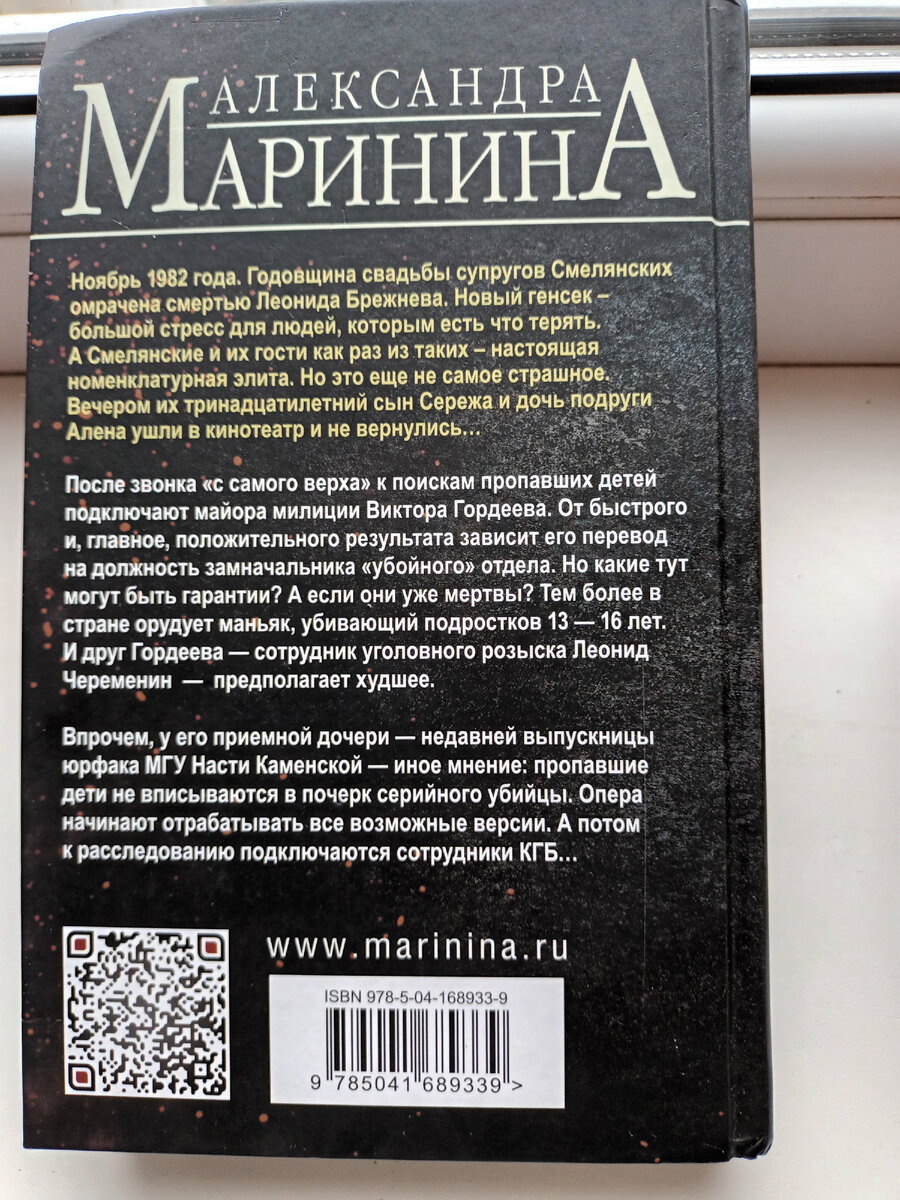 АЛЕКСАНДРА
МАРИНИНА
Ноябрь 1982 года. Годовщина свадьбы супругов Смелянских
омрачена смертью Леонида Брежнева. Новый генсек –
большой стресс для людей, которым есть что терять.
А Смелянские и их гости как раз из таких – настоящая
номенклатурная элита. Но это еще не самое страшное.
Вечером их тринадцатилетний сын Сережа и дочь подруги
Алена ушли в кинотеатр и не вернулись...
После звонка «с самого верха» к поискам пропавших детей
подключают майора милиции Виктора Гордеева. От быстрого
и, главное, положительного результата зависит его перевод
на должность замначальника «убойного» отдела. Но какие тут
могут быть гарантии? А если они уже мертвы? Тем более в
стране орудует маньяк, убивающий подростков 13 — 16 лет.
И друг Гордеева — сотрудник уголовного розыска Леонид
Череменин — предполагает худшее.
Впрочем, у его приемной дочери — недавней выпускницы
юрфака МГУ Насти Каменской — иное мнение: пропавшие
дети не вписываются в почерк серийного убийцы. Опера
начинают отрабатывать все возможные версии. А потом
к расследованию подключаются сотрудники КГБ...
www.marinina.ru
ISBN 978-5-04-168933-9
9 785041 689339 >